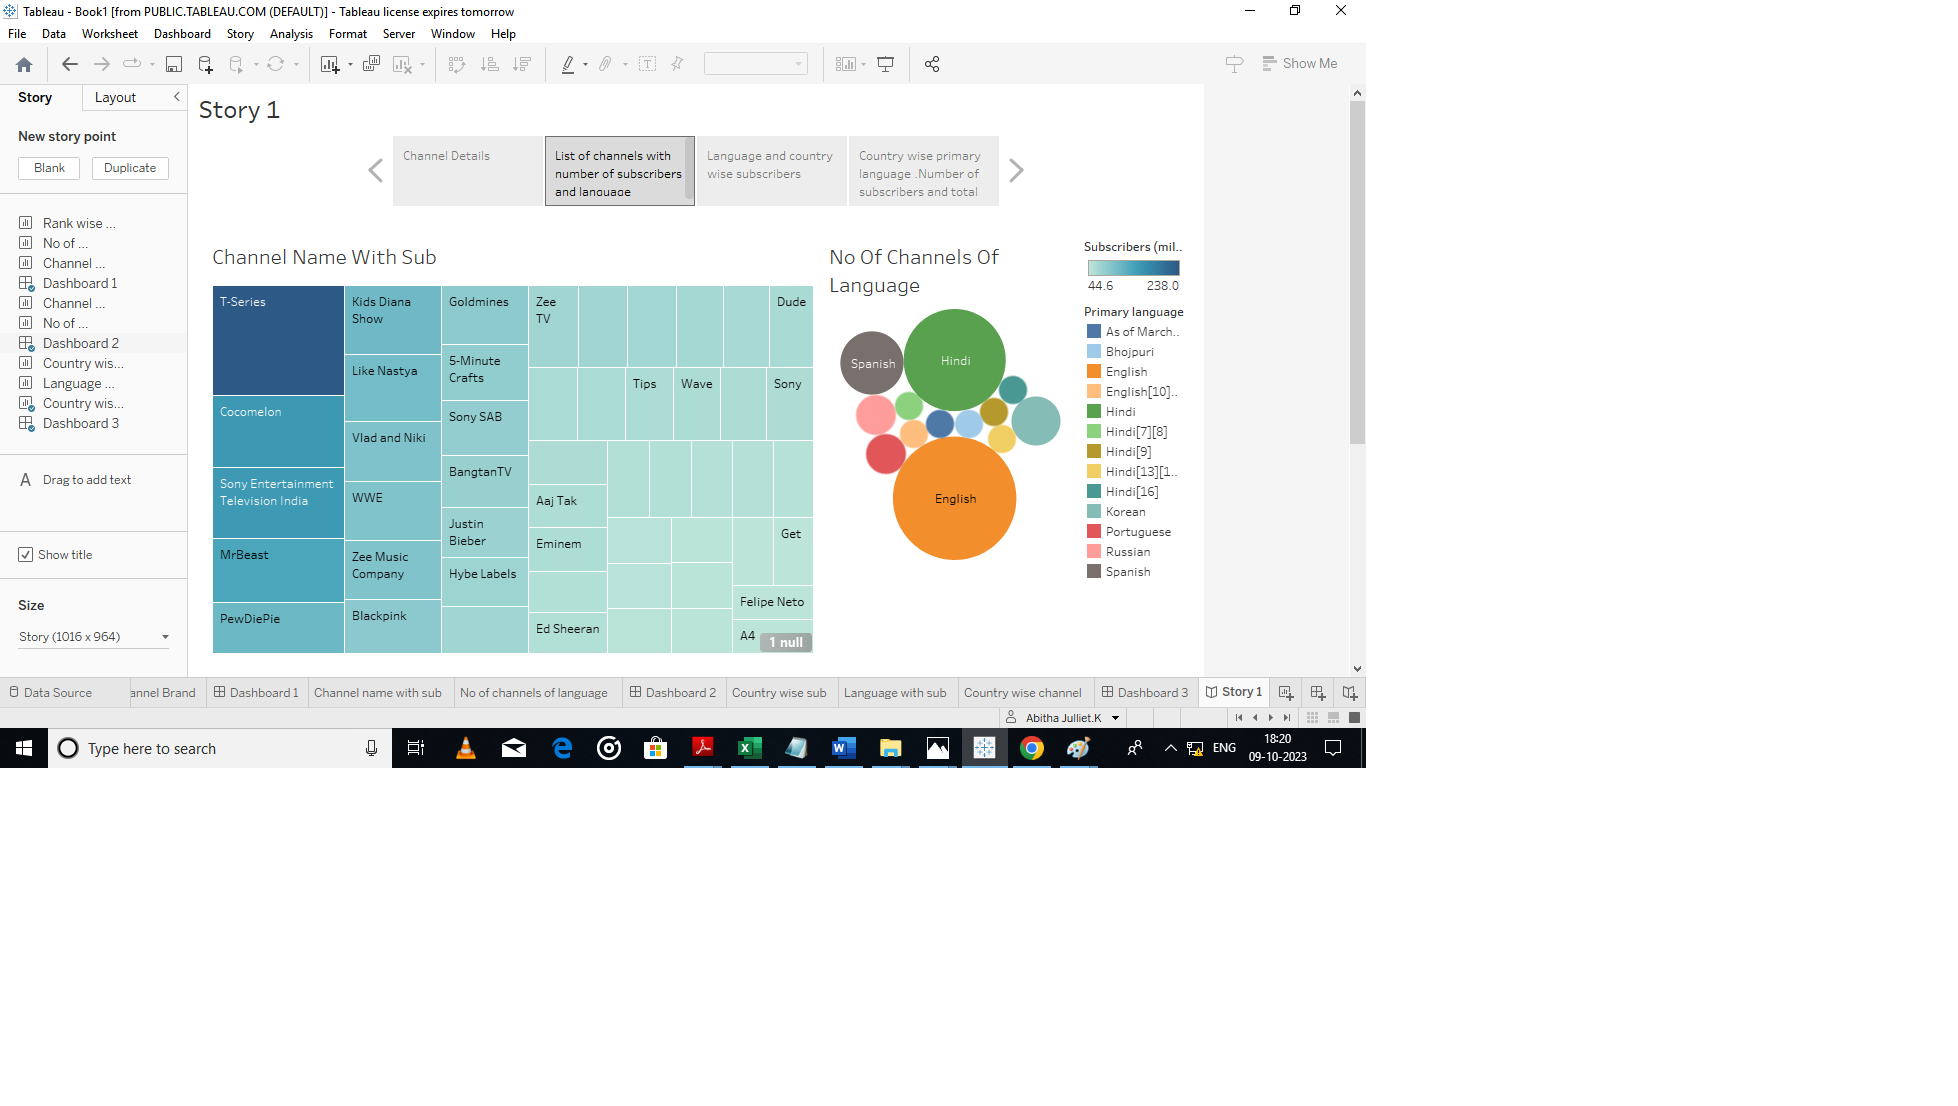 Tableau - Book1 [from PUBLIC.TABLEAU.COM (DEFAULT)] - Tableau license expires tomorrow
File Data Worksheet Dashboard Story Analysis Format Server Window Help
Show Me
Story Layout
New story point
Blank Duplicate
Rank wise ...
No of ...
Channel ...
Dashboard 1
Channel ...
No of ...
Dashboard 2
Country wis...
Language ...
Country wis...
Dashboard 3
A Drag to add text
Show title
Size
Story (1016 x 964)
Story 1
Channel Details
List of channels with
number of subscribers
and language
Language and country
wise subscribers
Country wise primary
language .Number of
subscribers and total
Channel Name With Sub
T-Series
Cocomelon
Sony Entertainment
Television India
MrBeast
PewDiePie
Kids Diana
Show
Like Nastya
Vlad and Niki
WWE
Zee Music
Company
Blackpink
Goldmines
5-Minute
Crafts
Sony SAB
BangtanTV
Justin
Bieber
Hybe Labels
Zee
TV
Dude
Tips
Wave
Sony
Aaj Tak
Eminem
Ed Sheeran
Get
Felipe Neto
A4
1 null
No Of Channels Of
Language
Spanish
Hindi
English
Subscribers (mil..
44.6 238.0
Primary language
As of March..
Bhojpuri
English
English[10]..
Hindi
Hindi[7][8]
Hindi[9]
Hindi[13][1..
Hindi[16]
Korean
Portuguese
Russian
Spanish
Data Source annel Brand Dashboard 1 Channel name with sub No of channels of language Dashboard 2 Country wise sub Language with sub Country wise channel Dashboard 3 Story 1
Abitha Julliet.K
Type here to search
ENG
18:20
09-10-2023